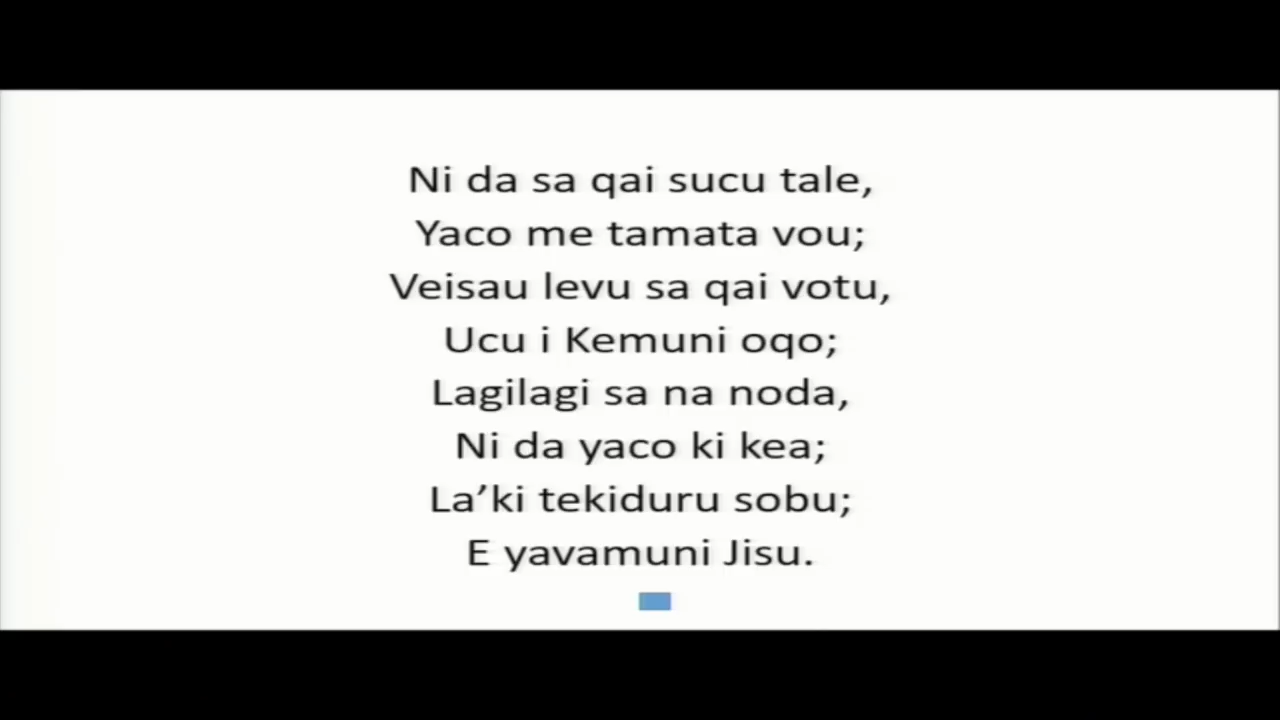 Ni da sa qai sucu tale,
Yaco me tamata vou;
Veisau levu sa qai votu,
Ucu i Kemuni oqo;
Lagilagi sa na noda,
Ni da yaco ki kea;
La’ki tekiduru sobu;
E yavamuni Jisu.